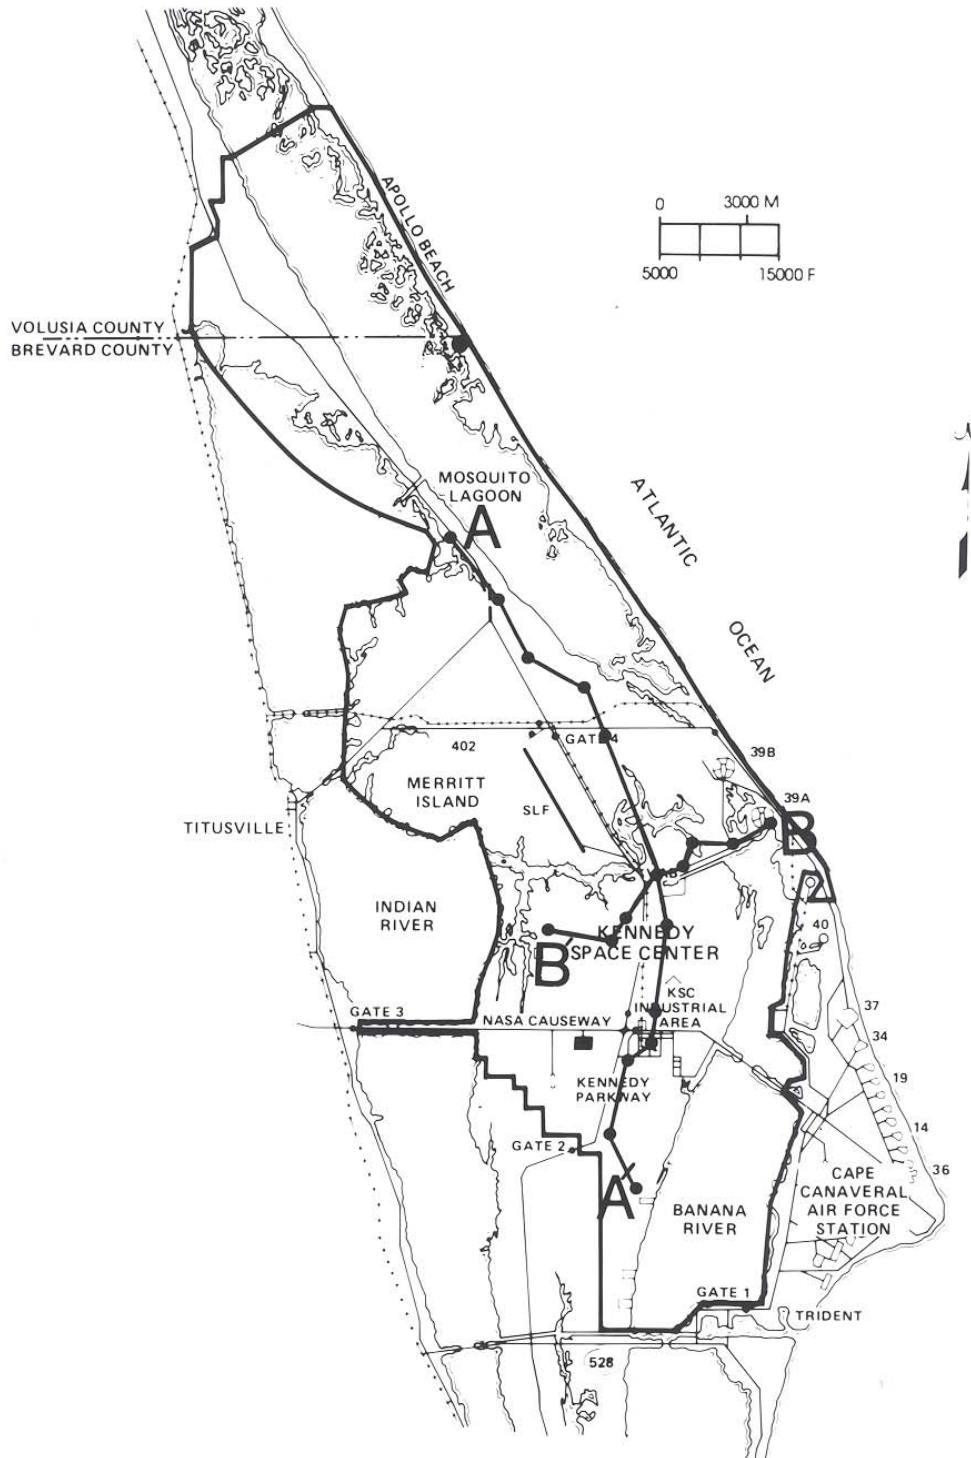 APOLLO BEACH
0 3000 M
5000 15000 F
VOLUSIA COUNTY
BREVARD COUNTY
MOSQUITO
LAGOON
A
ATLANTIC
OCEAN
GATE 4
402
39B
MERRITT
ISLAND
SLF
39A
B
TITUSVILLE
INDIAN
RIVER
40
KENNEDY
SPACE CENTER
B'
KSC
INDUSTRIAL
AREA
GATE 3
NASA CAUSEWAY
37
34
19
KENNEDY
PARKWAY
14
GATE 2
36
CAPE
CANAVERAL
AIR FORCE
STATION
A'
BANANA
RIVER
GATE 1
TRIDENT
528